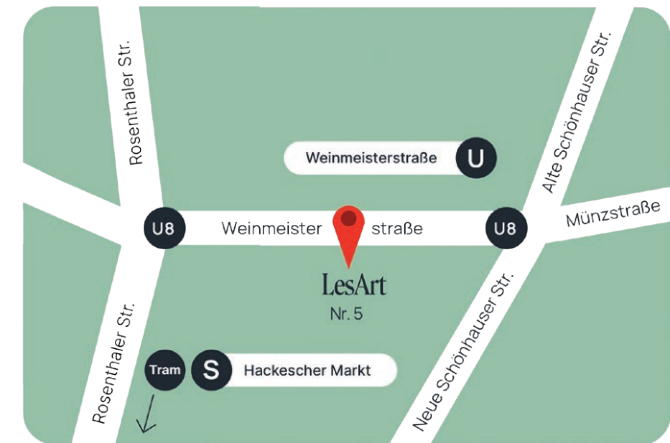 Rosenthaler Str.
Alte Schönhauser Str.
Weinmeisterstraße U
U8 Weinmeister straße U8
Münzstraße
LesArt
Nr. 5
Rosenthaler Str.
Neue Schönhauser Str.
Tram S Hackescher Markt